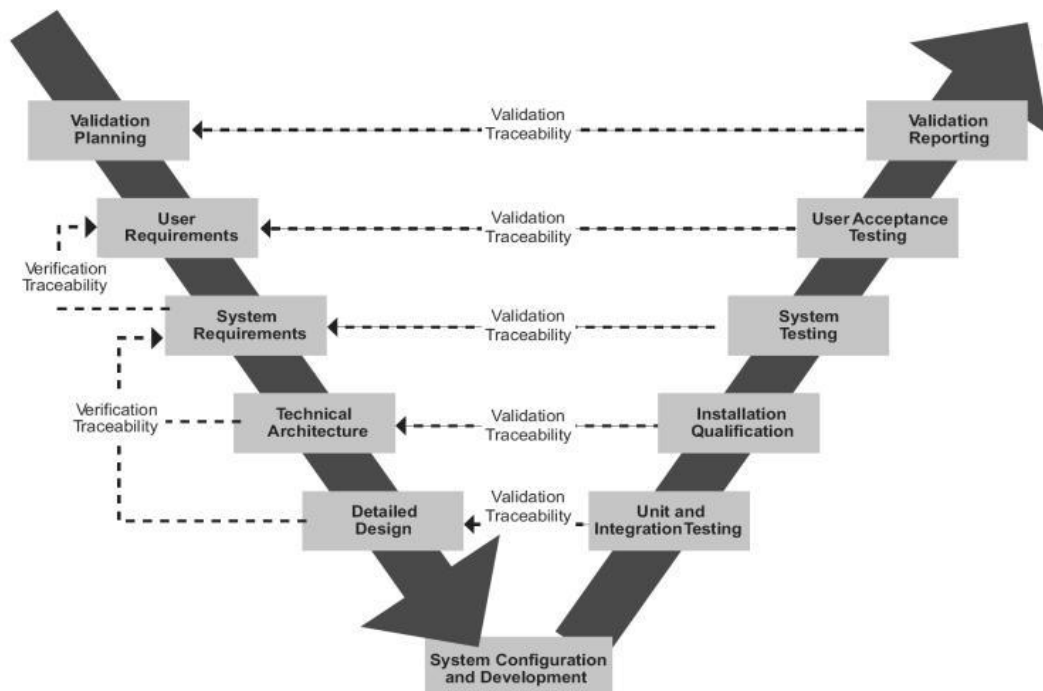 Validation
Planning
Validation
Traceability
Validation
Reporting
User
Requirements
Validation
Traceability
User Acceptance
Testing
Verification
Traceability
System
Requirements
Validation
Traceability
System
Testing
Verification
Traceability
Technical
Architecture
Validation
Traceability
Installation
Qualification
Detailed
Design
Validation
Traceability
Unit and
Integration Testing
System Configuration
and Development